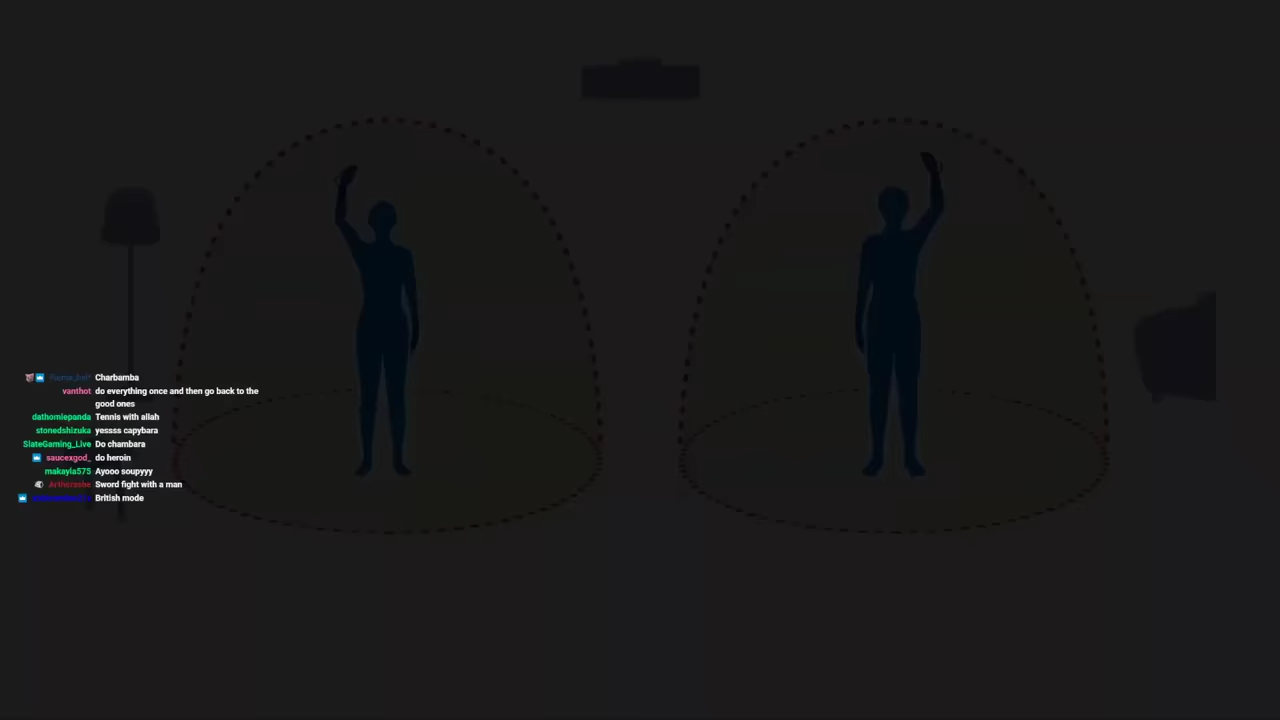 Charbamba
vanthot do everything once and then go back to the
good ones
dathomiepanda Tennis with allah
stonedshizuka yessss capybara
SlateGaming_Live Do chambara
saucexgod_ do heroin
makayla575 Ayooo soupyyy
Sword fight with a man
British mode